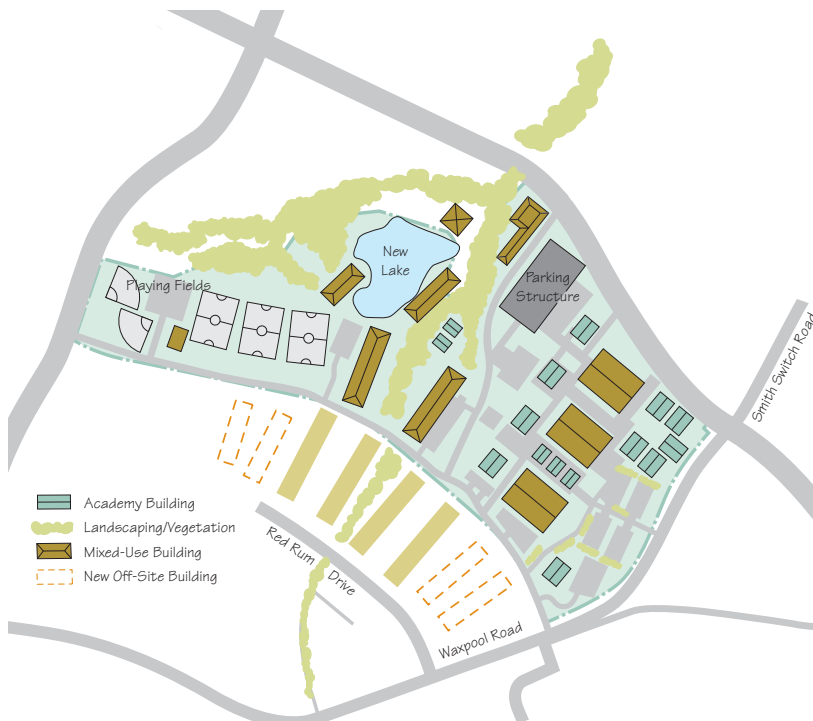 New
Lake
Parking
Structure
Playing Fields
Smith Switch Road
Academy Building
Landscaping/Vegetation
Mixed-Use Building
New Off-Site Building
Red Rum
Drive
Waxpool Road